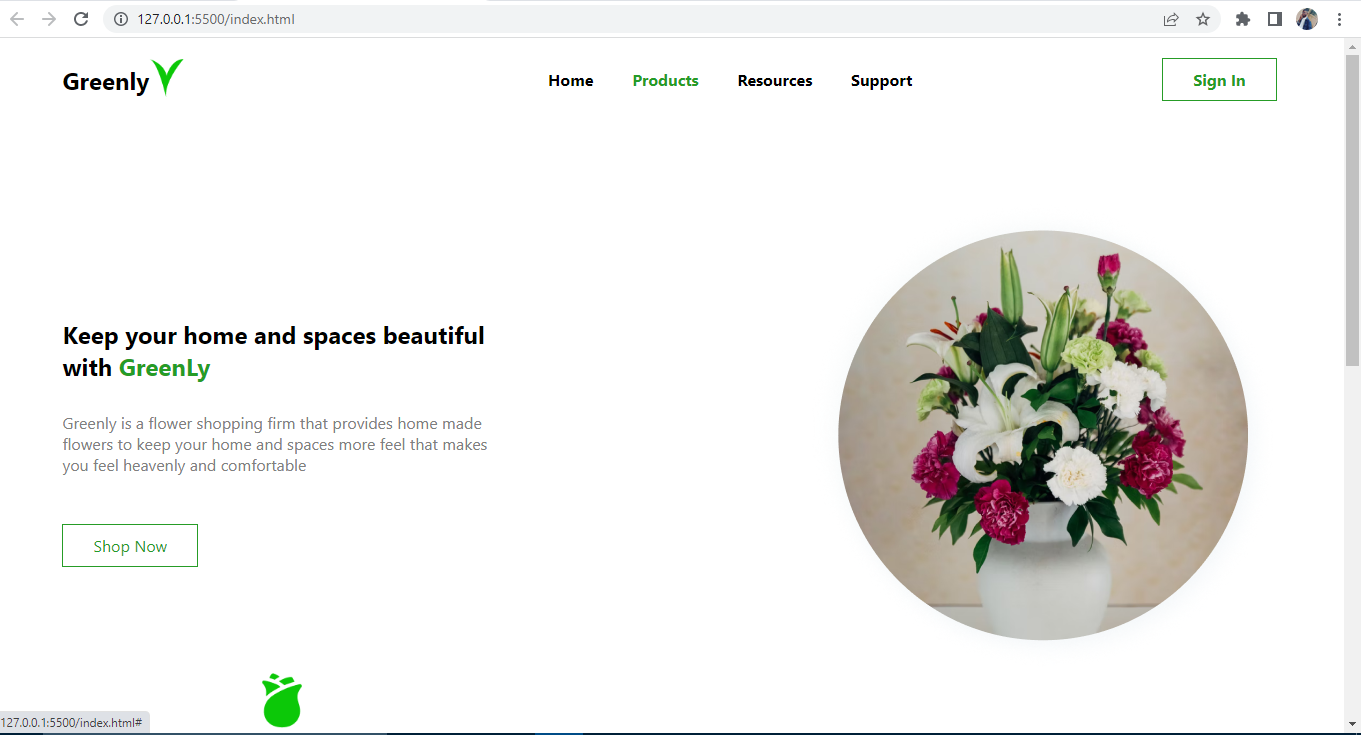 127.0.0.1:5500/index.html
Greenly
Home Products Resources Support
Sign In
Keep your home and spaces beautiful
with GreenLy
Greenly is a flower shopping firm that provides home made
flowers to keep your home and spaces more feel that makes
you feel heavenly and comfortable
Shop Now
127.0.0.1:5500/index.html#